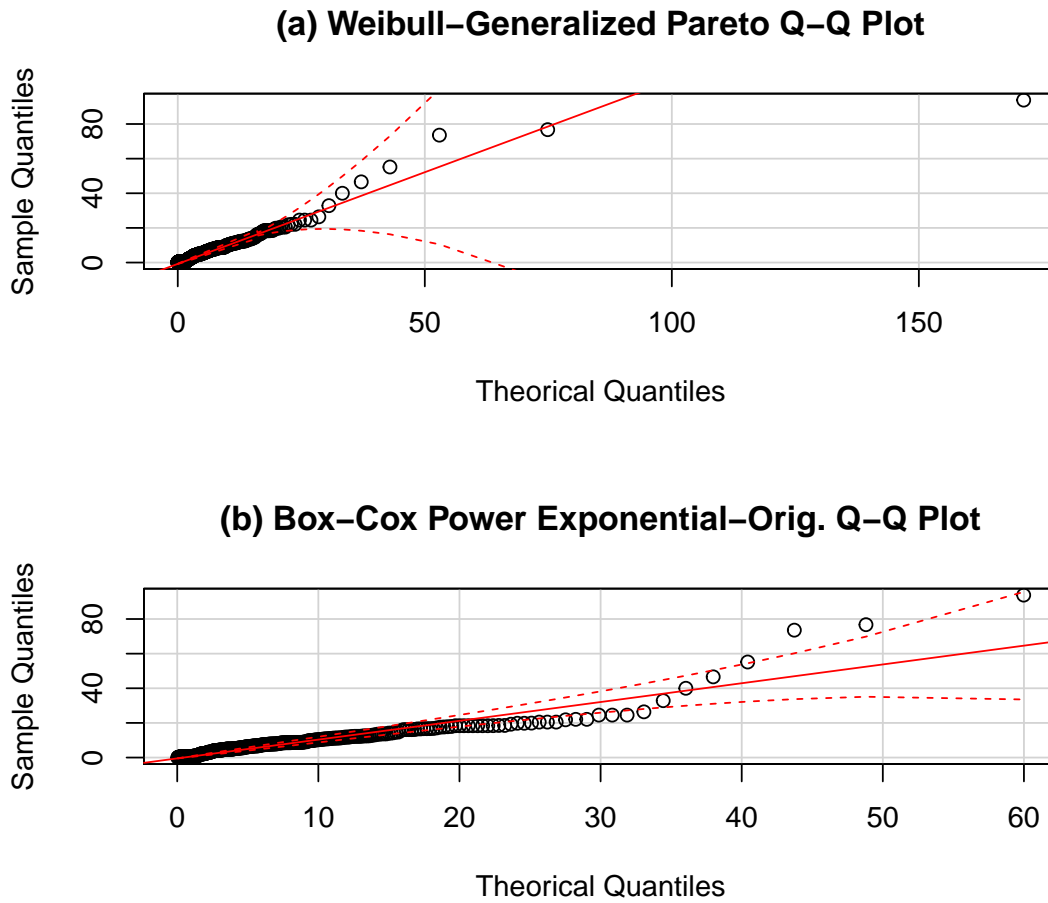 (a) Weibull−Generalized Pareto Q−Q Plot
Sample Quantiles
0 40 80
0 50 100 150
Theorical Quantiles
(b) Box−Cox Power Exponential−Orig. Q−Q Plot
Sample Quantiles
0 40 80
0 10 20 30 40 50 60
Theorical Quantiles